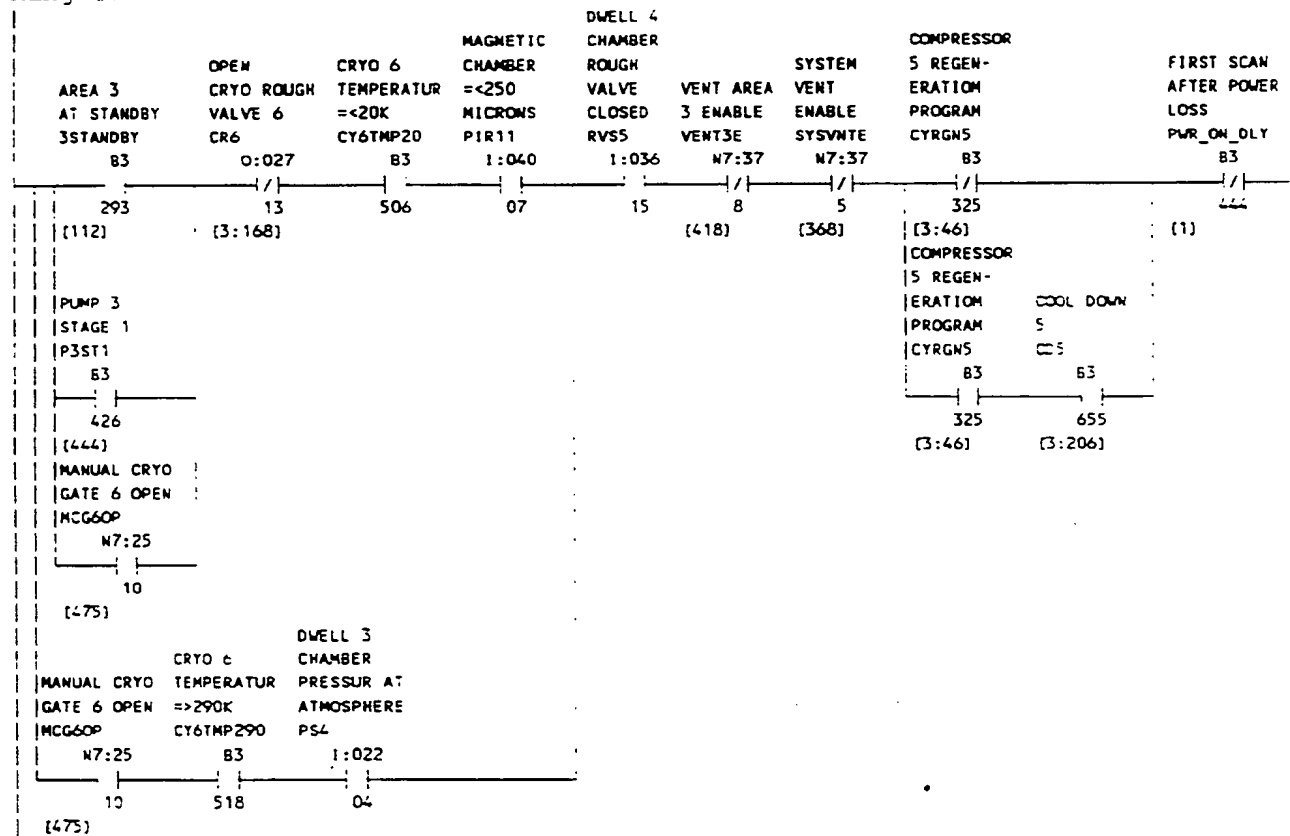 DWELL 4
MAGNETIC CHAMBER COMPRESSOR
OPEN CRYO 6 CHAMBER ROUGH SYSTEM 5 REGEN- FIRST SCAN
AREA 3 CRYO ROUGH TEMPERATUR =<250 VALVE VENT AREA VENT ERATION AFTER POWER
AT STANDBY VALVE 6 =<20K MICRONS CLOSED 3 ENABLE ENABLE PROGRAM LOSS
3STANDBY CR6 CY6TMP20 PIR11 RVS5 VENT3E SYSVNTE CYRGN5 PWR_ON_DLY
B3 O:027 B3 I:040 I:036 N7:37 N7:37 B3 B3
293 13 506 07 15 8 5 325 444
[112] [3:168] [418] [368] [3:46] [1]
COMPRESSOR
5 REGEN-
PUMP 3 ERATION COOL DOWN
STAGE 1 PROGRAM 5
P3ST1 CYRGN5 CD5
B3 B3 B3
426 325 655
[444] [3:46] [3:206]
MANUAL CRYO
GATE 6 OPEN
MCG6OP
N7:25
10
[475]
DWELL 3
CRYO 6 CHAMBER
MANUAL CRYO TEMPERATUR PRESSUR AT
GATE 6 OPEN =>290K ATMOSPHERE
MCG6OP CY6TMP290 PS4
N7:25 B3 I:022
10 518 04
[475]